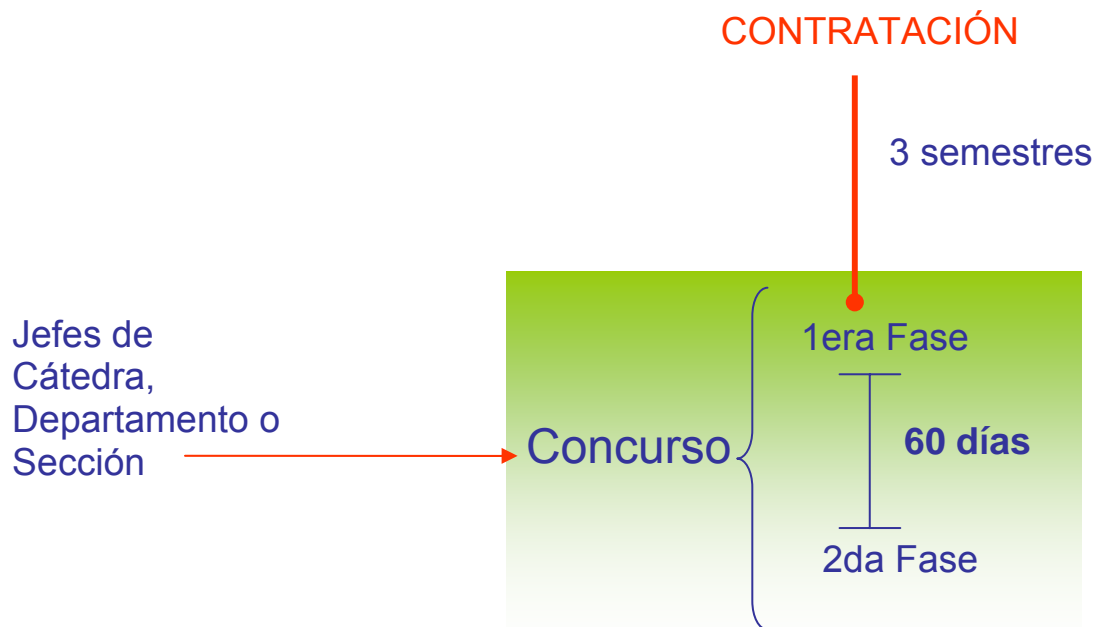 CONTRATACIÓN
3 semestres
Jefes de
Cátedra,
Departamento o
Sección
Concurso
1era Fase
60 días
2da Fase